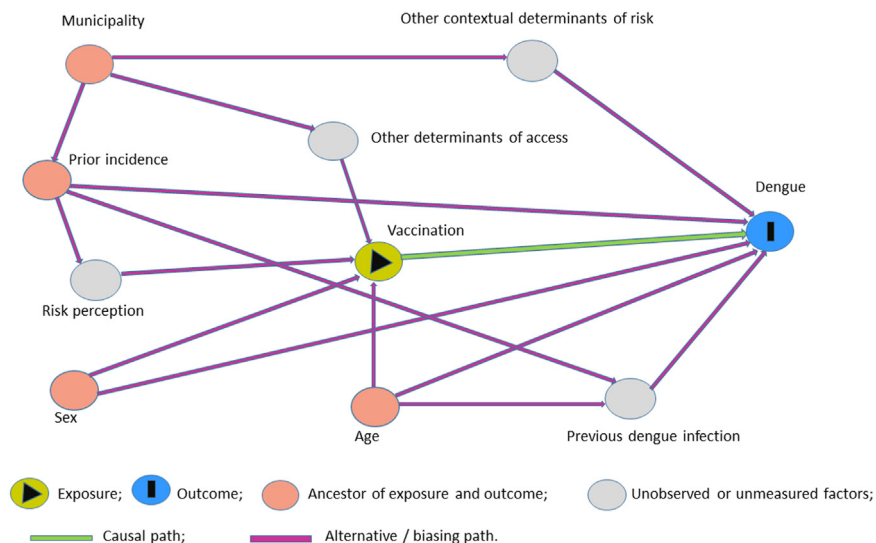 Municipality
Other contextual determinants of risk
Other determinants of access
Prior incidence
Dengue
Vaccination
Risk perception
Sex
Age
Previous dengue infection
Exposure;
Outcome;
Ancestor of exposure and outcome;
Unobserved or unmeasured factors;
Causal path;
Alternative / biasing path.